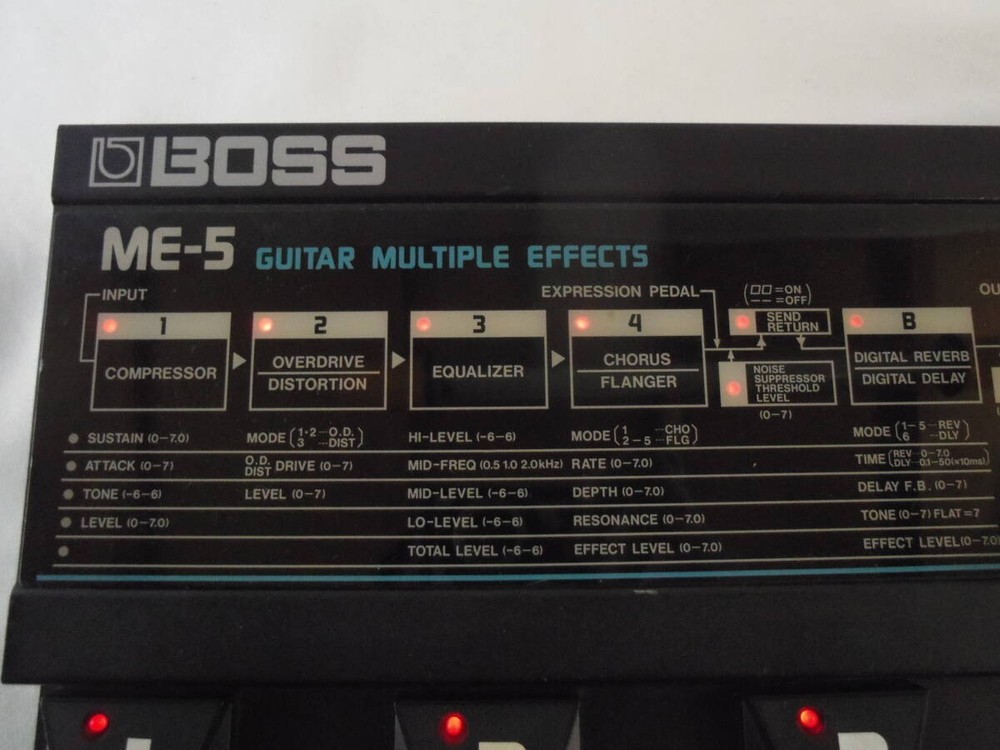 BOSS
ME-5 GUITAR MULTIPLE EFFECTS
INPUT
EXPRESSION PEDAL
(□□=ON
−−=OFF)
OU
1
COMPRESSOR
2
OVERDRIVE
DISTORTION
3
EQUALIZER
4
CHORUS
FLANGER
SEND
RETURN
NOISE
SUPPRESSOR
THRESHOLD
LEVEL
(0−7)
B
DIGITAL REVERB
DIGITAL DELAY
SUSTAIN (0−7.0)
MODE (1·2···O.D.
3 ···DIST)
HI-LEVEL (−6−6)
MODE (1 ···CHO
2−5···FLG)
MODE (1−5···REV
6 ···DLY)
ATTACK (0−7)
O.D.
DIST DRIVE (0−7)
MID-FREQ (0.5 1.0 2.0kHz)
RATE (0−7.0)
TIME (REV···0−7.0
DLY···0.1−50(×10ms))
TONE (−6−6)
LEVEL (0−7)
MID-LEVEL (−6−6)
DEPTH (0−7.0)
DELAY F.B. (0−7)
LEVEL (0−7.0)
LO-LEVEL (−6−6)
RESONANCE (0−7.0)
TONE (0−7) FLAT=7
TOTAL LEVEL (−6−6)
EFFECT LEVEL (0−7.0)
EFFECT LEVEL(0−7.0)